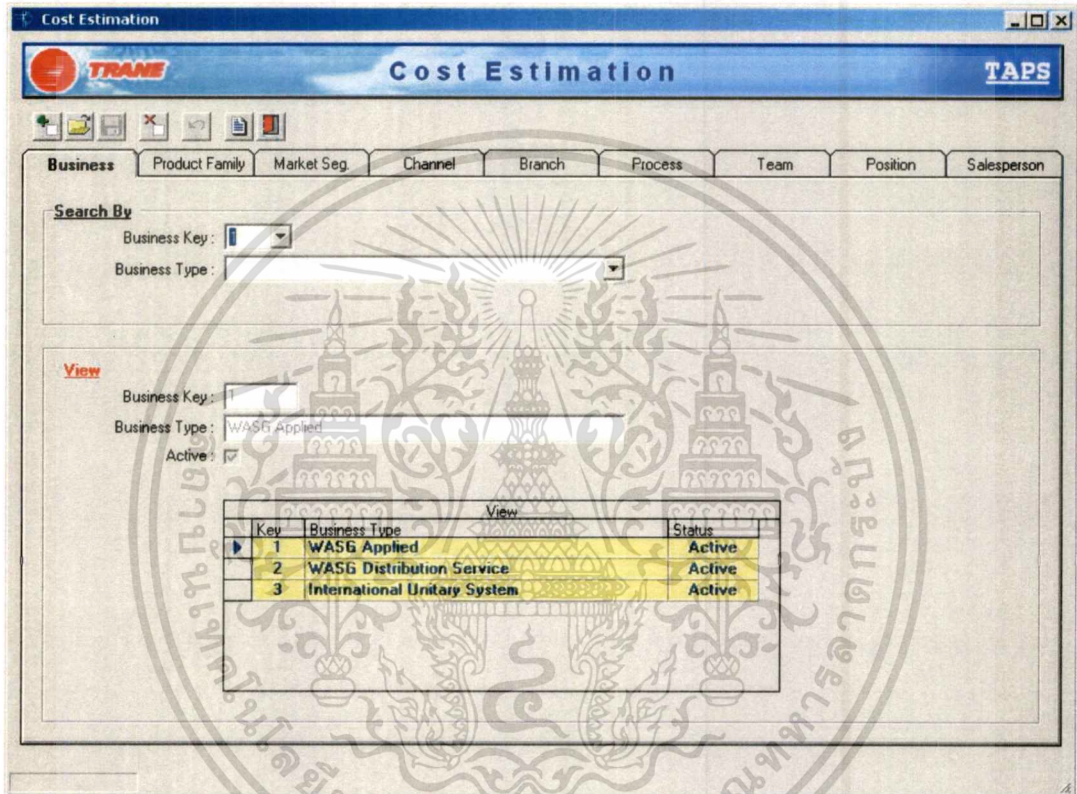 Cost Estimation
TRANE Cost Estimation TAPS
Business Product Family Market Seg. Channel Branch Process Team Position Salesperson
Search By
Business Key : 1
Business Type :
View
Business Key : 1
Business Type : WASG Applied
Active :
View
Key Business Type Status
1 WASG Applied Active
2 WASG Distribution Service Active
3 International Unitary System Active